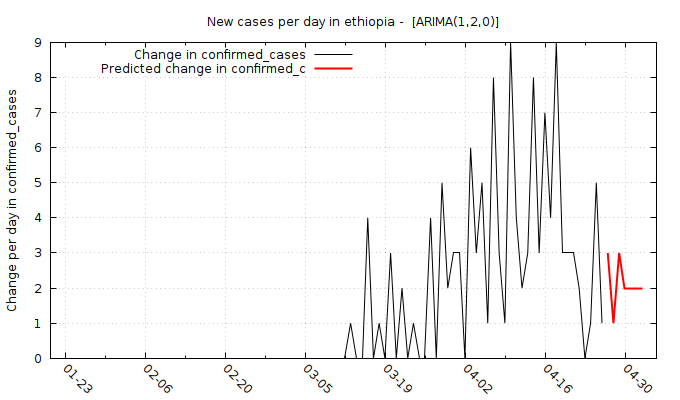 New cases per day in ethiopia -  [ARIMA(1,2,0)]
Change in confirmed_cases
Predicted change in confirmed_c
Change per day in confirmed_cases
9
8
7
6
5
4
3
2
1
0
01-23 02-06 02-20 03-05 03-19 04-02 04-16 04-30